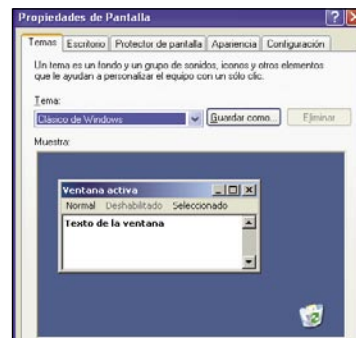 Propiedades de Pantalla
Temas Escritorio Protector de pantalla Apariencia Configuración
Un tema es un fondo y un grupo de sonidos, iconos y otros elementos
que le ayudan a personalizar el equipo con un sólo clic.
Tema:
Clásico de Windows Guardar como... Eliminar
Muestra:
Ventana activa
Normal Deshabilitado Seleccionado
Texto de la ventana